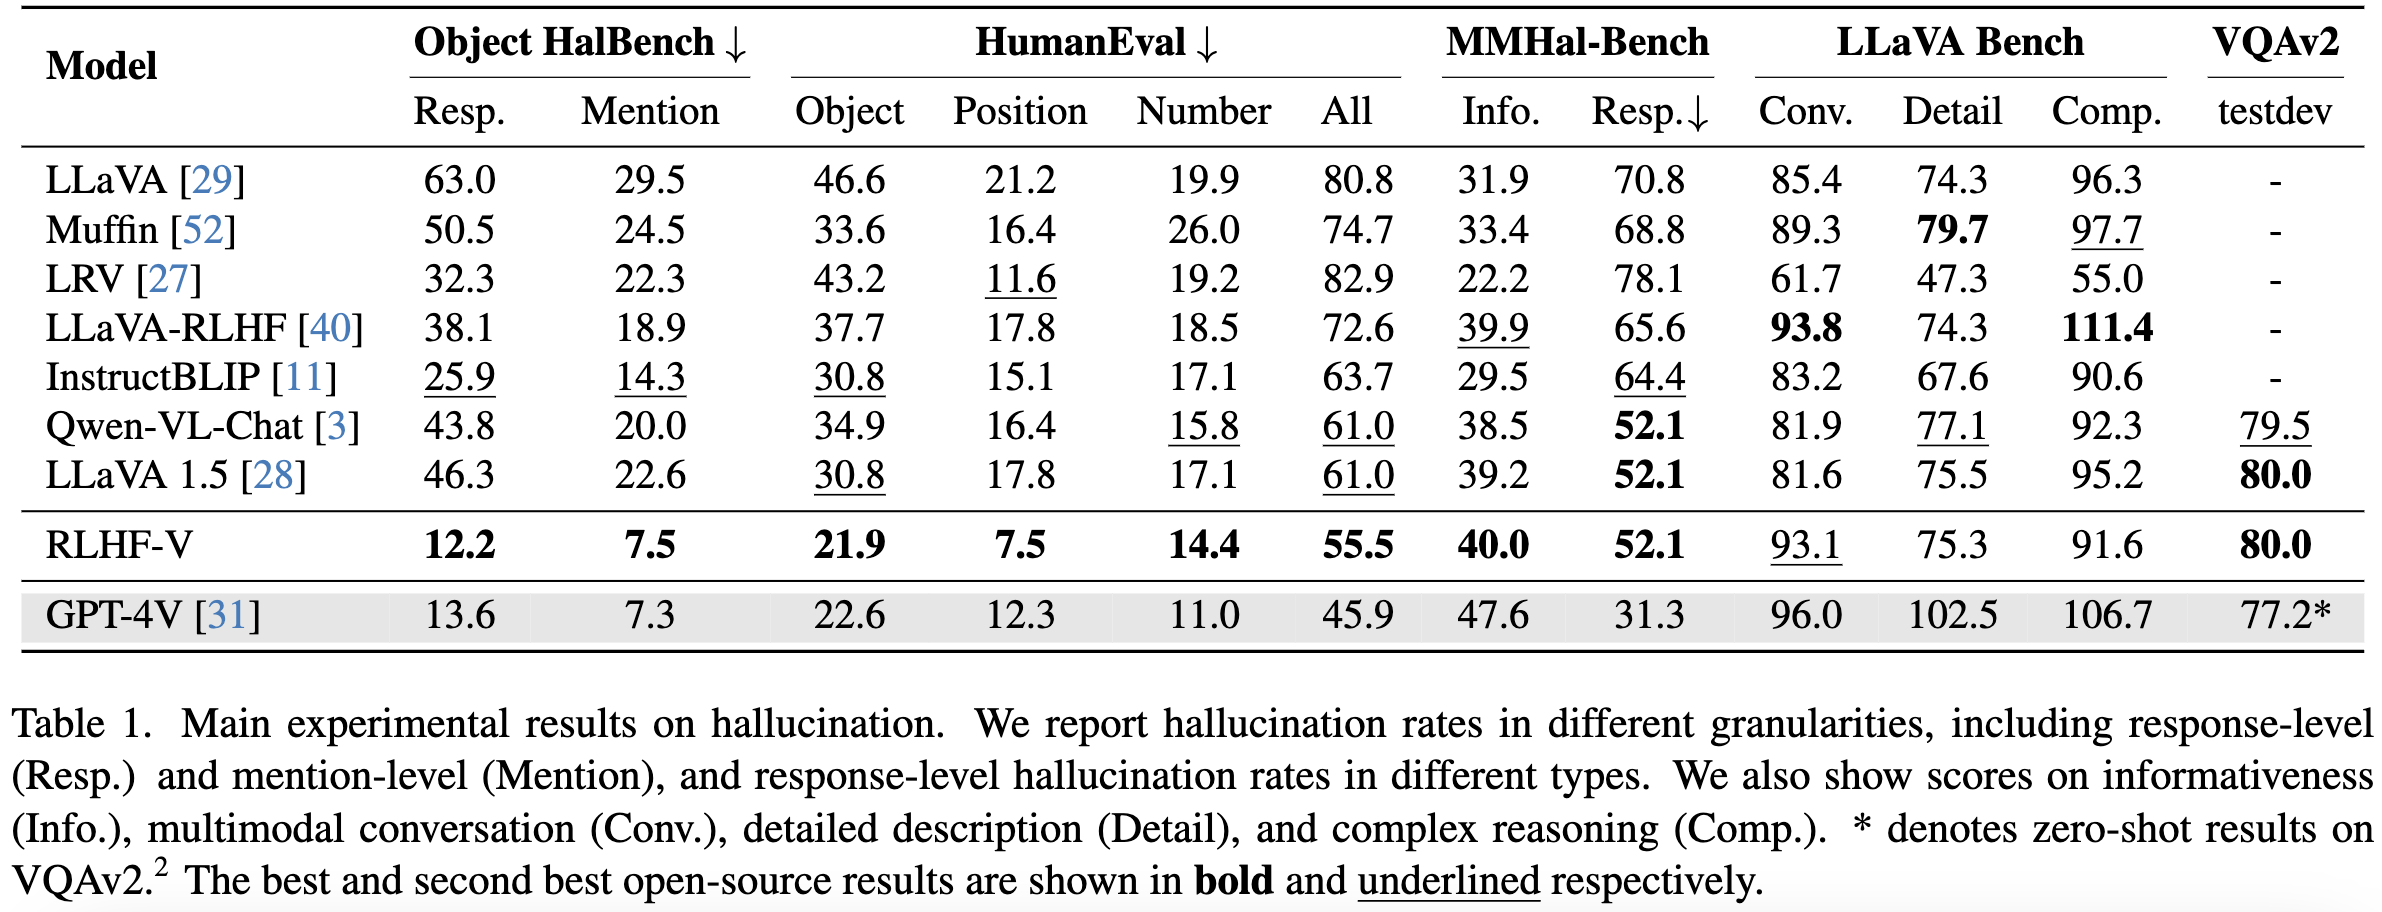 Model Object HalBench ↓ HumanEval ↓ MMHal-Bench LLaVA Bench VQAv2
Resp. Mention Object Position Number All Info. Resp.↓ Conv. Detail Comp. testdev
LLaVA [29] 63.0 29.5 46.6 21.2 19.9 80.8 31.9 70.8 85.4 74.3 96.3 -
Muffin [52] 50.5 24.5 33.6 16.4 26.0 74.7 33.4 68.8 89.3 79.7 97.7 -
LRV [27] 32.3 22.3 43.2 11.6 19.2 82.9 22.2 78.1 61.7 47.3 55.0 -
LLaVA-RLHF [40] 38.1 18.9 37.7 17.8 18.5 72.6 39.9 65.6 93.8 74.3 111.4 -
InstructBLIP [11] 25.9 14.3 30.8 15.1 17.1 63.7 29.5 64.4 83.2 67.6 90.6 -
Qwen-VL-Chat [3] 43.8 20.0 34.9 16.4 15.8 61.0 38.5 52.1 81.9 77.1 92.3 79.5
LLaVA 1.5 [28] 46.3 22.6 30.8 17.8 17.1 61.0 39.2 52.1 81.6 75.5 95.2 80.0
RLHF-V 12.2 7.5 21.9 7.5 14.4 55.5 40.0 52.1 93.1 75.3 91.6 80.0
GPT-4V [31] 13.6 7.3 22.6 12.3 11.0 45.9 47.6 31.3 96.0 102.5 106.7 77.2*
Table 1. Main experimental results on hallucination. We report hallucination rates in different granularities, including response-level
(Resp.) and mention-level (Mention), and response-level hallucination rates in different types. We also show scores on informativeness
(Info.), multimodal conversation (Conv.), detailed description (Detail), and complex reasoning (Comp.). * denotes zero-shot results on
VQAv2.² The best and second best open-source results are shown in bold and underlined respectively.